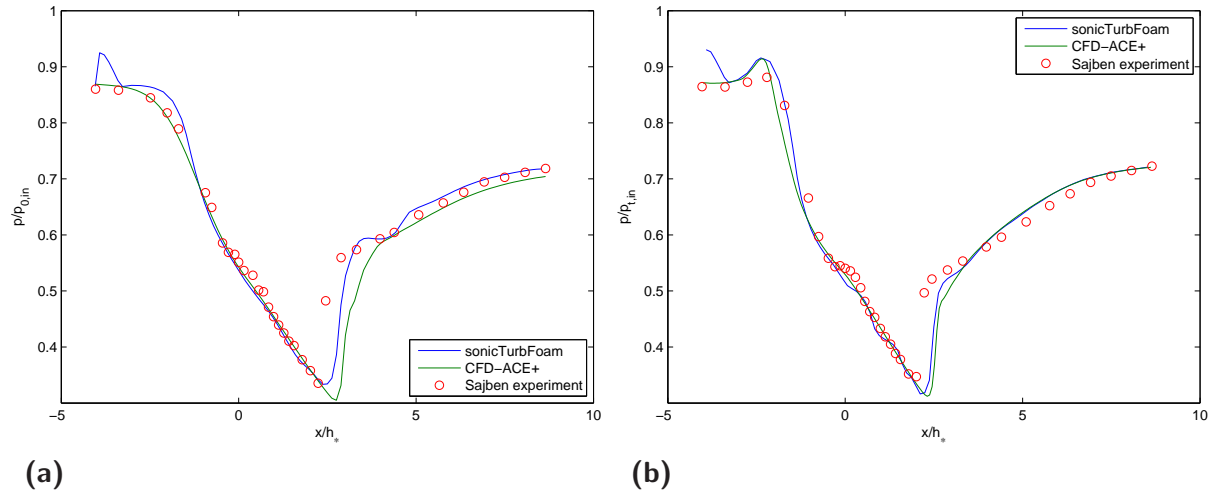 1
0.9
0.8
0.7
0.6
0.5
0.4
−5
0
5
10
p/p0,in
x/h*
sonicTurbFoam
CFD−ACE+
Sajben experiment
(a)
1
0.9
0.8
0.7
0.6
0.5
0.4
−5
0
5
10
p/pt,in
x/h*
sonicTurbFoam
CFD−ACE+
Sajben experiment
(b)